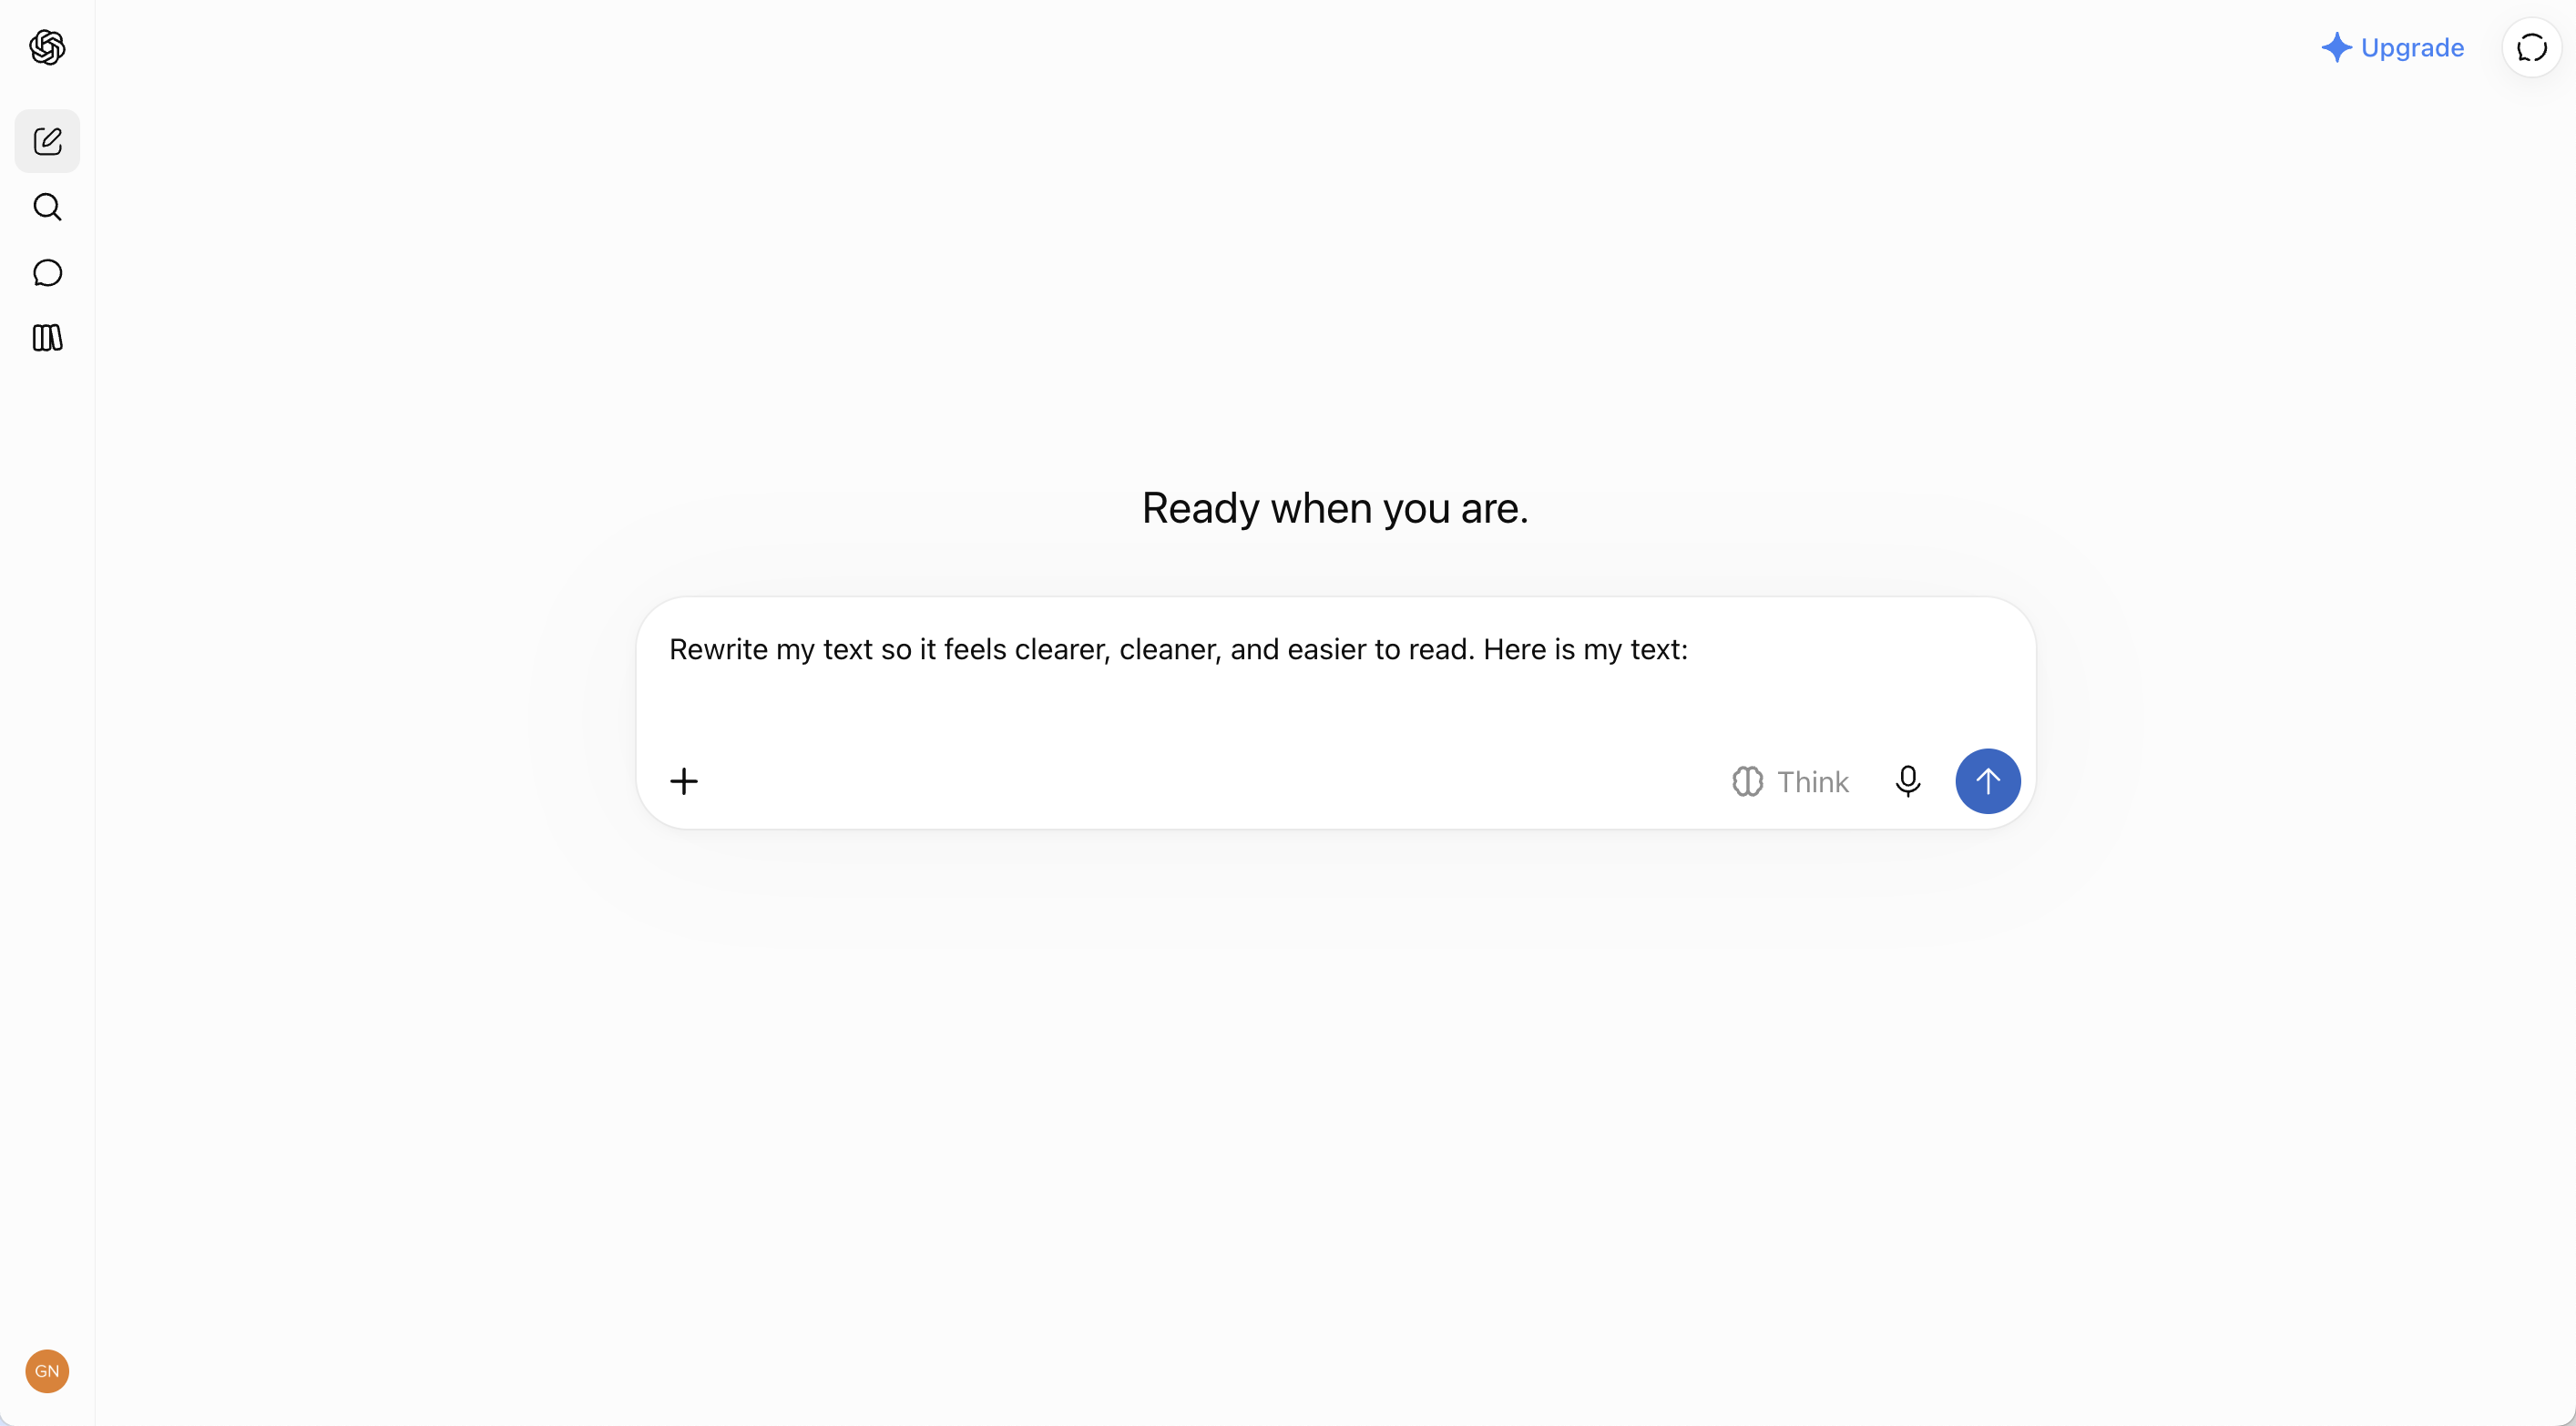 Upgrade
Ready when you are.
Rewrite my text so it feels clearer, cleaner, and easier to read. Here is my text:
Think
GN